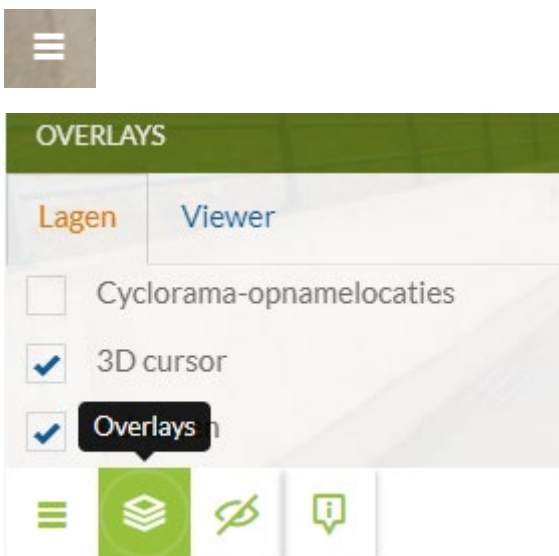 OVERLAYS
Lagen Viewer
Cyclorama-opnamelocaties
3D cursor
Overlays